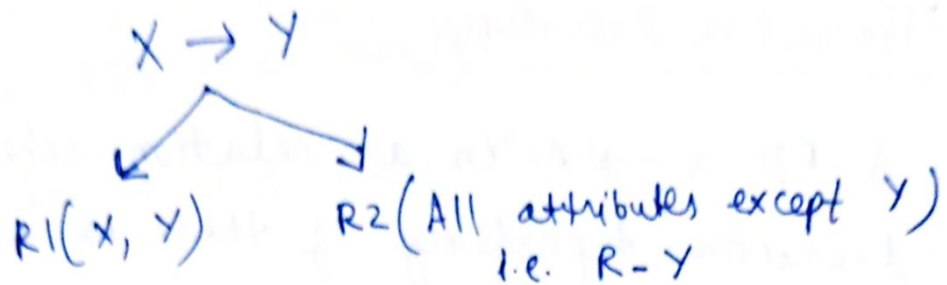 X → Y
R1(X, Y) R2(All attributes except Y)
i.e. R-Y